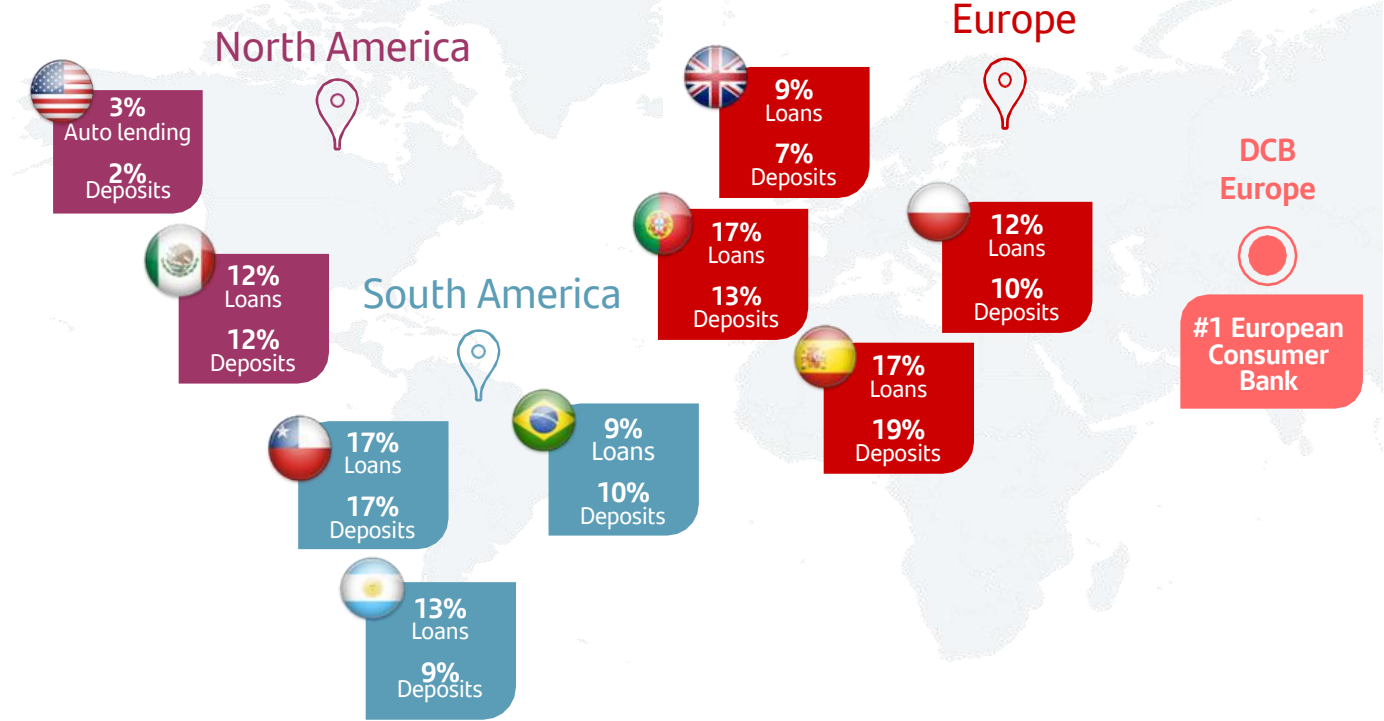 North America
3%
Auto lending
2%
Deposits
12%
Loans
12%
Deposits
South America
17%
Loans
17%
Deposits
9%
Loans
10%
Deposits
13%
Loans
9%
Deposits
Europe
9%
Loans
7%
Deposits
17%
Loans
13%
Deposits
12%
Loans
10%
Deposits
17%
Loans
19%
Deposits
DCB
Europe
#1 European
Consumer
Bank